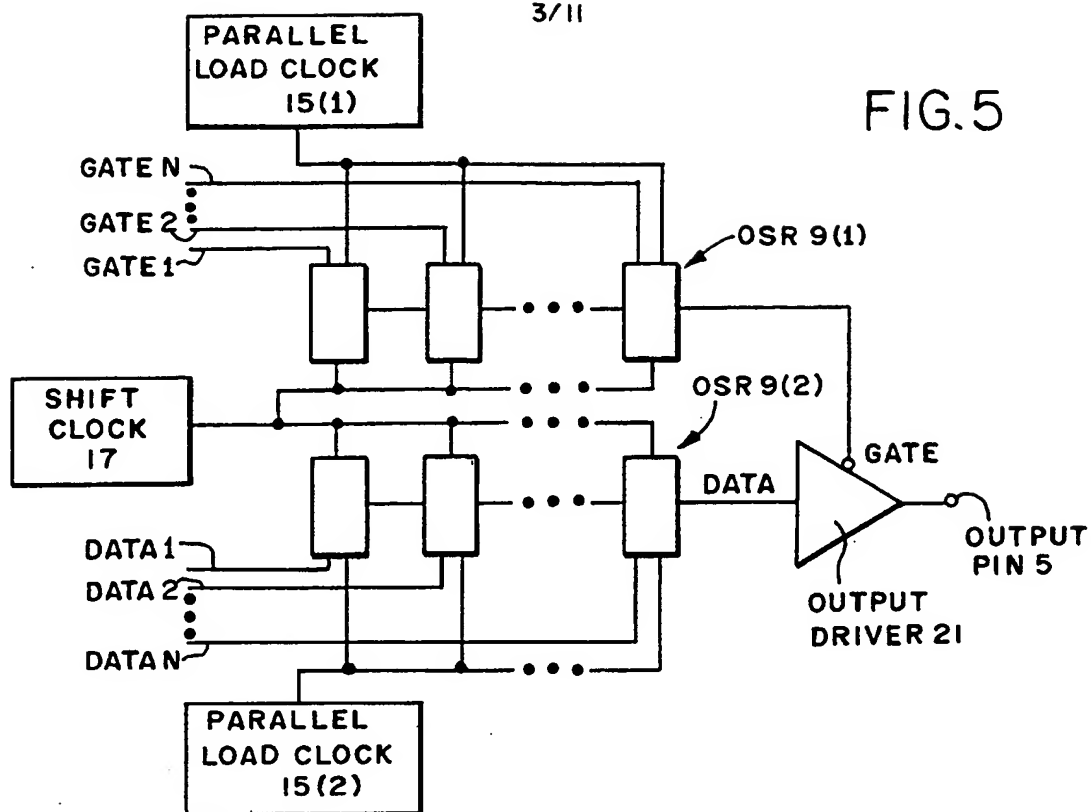 3/11
PARALLEL
LOAD CLOCK
15(1)
FIG.5
GATE N
GATE 2
GATE 1
OSR 9(1)
SHIFT
CLOCK
17
OSR 9(2)
GATE
DATA
OUTPUT
PIN 5
DATA 1
DATA 2
DATA N
OUTPUT
DRIVER 21
PARALLEL
LOAD CLOCK
15(2)